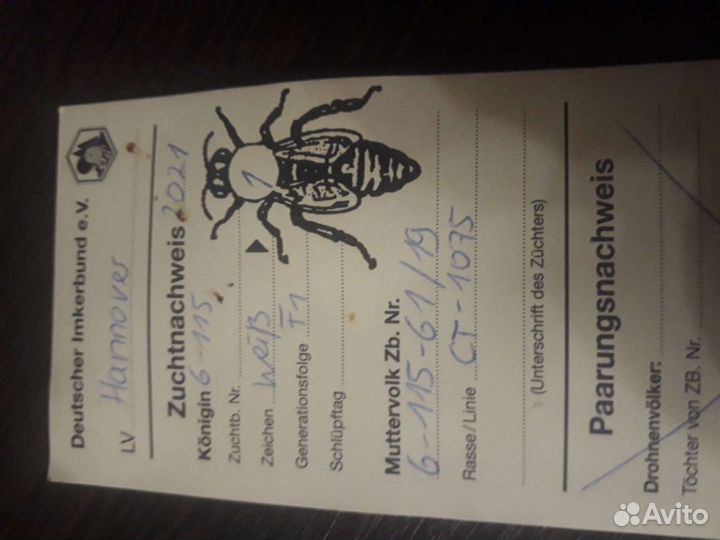 Deutscher Imkerbund e.V.
LV Hannover
Zuchtnachweis 2021
Königin 6-115
Zuchtb. Nr.
Zeichen weiß 1
Generationsfolge F1
Schlüpftag
Muttervolk Zb. Nr.
6-115-61/19
Rasse/Linie CT-1075
(Unterschrift des Züchters)
Paarungsnachweis
Drohnenvölker:
Töchter von ZB. Nr.
Avito